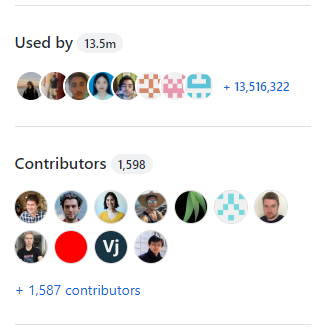 Used by 13.5m
+ 13,516,322
Contributors 1,598
Vj
+ 1,587 contributors